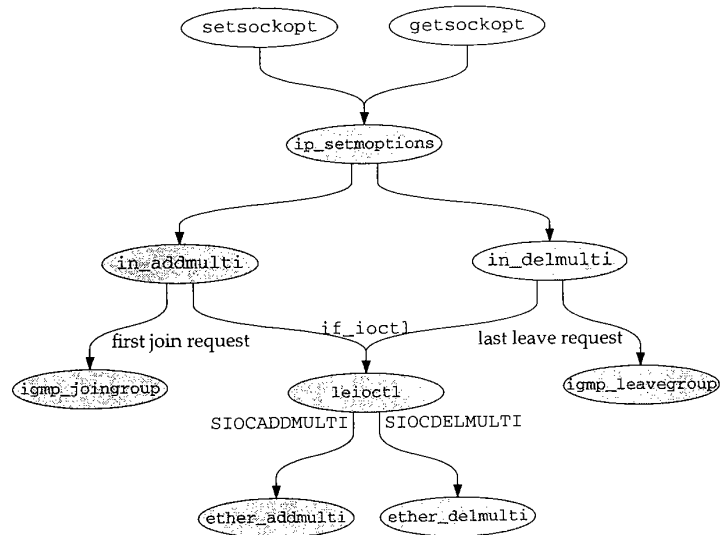 setsockopt
getsockopt
ip_setmoptions
in_addmulti
in_delmulti
if_ioctl
first join request
last leave request
igmp_joingroup
leioctl
igmp_leavegroup
SIOCADDMULTI
SIOCDELMULTI
ether_addmulti
ether_delmulti